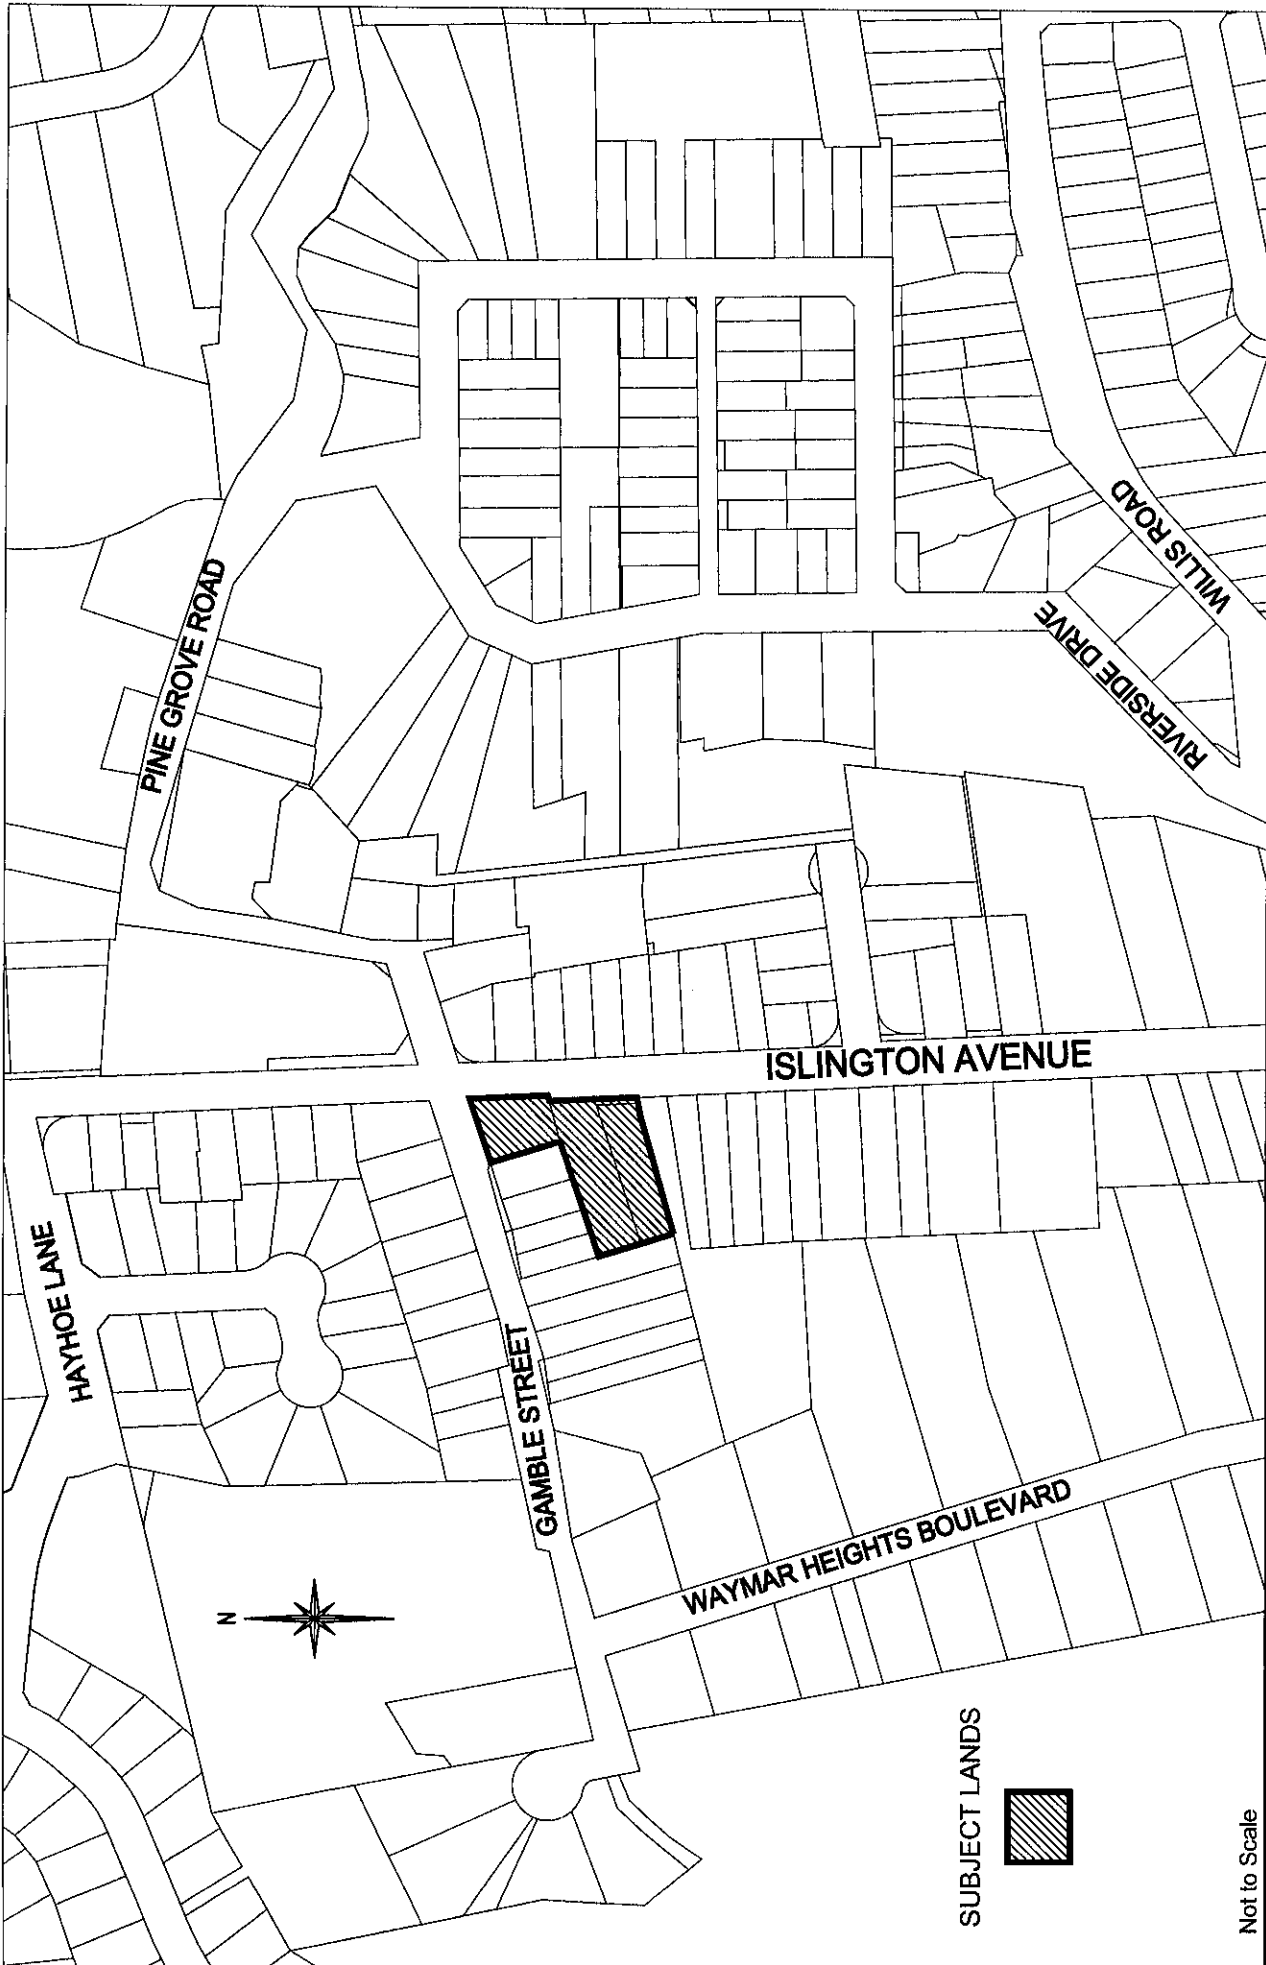 PINE GROVE ROAD
WILLIS ROAD
RIVERSIDE DRIVE
ISLINGTON AVENUE
HAYHOE LANE
GAMBLE STREET
WAYMAR HEIGHTS BOULEVARD
N
SUBJECT LANDS
Not to Scale